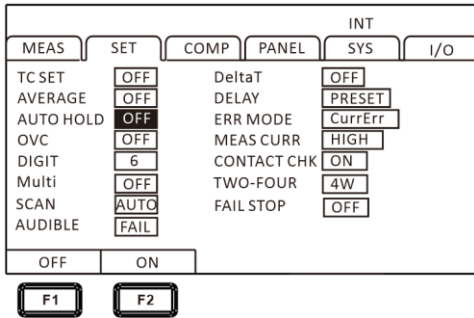 INT
MEAS SET COMP PANEL SYS I/O
TC SET OFF DeltaT OFF
AVERAGE OFF DELAY PRESET
AUTO HOLD OFF ERR MODE CurrErr
OVC OFF MEAS CURR HIGH
DIGIT 6 CONTACT CHK ON
Multi OFF TWO-FOUR 4W
SCAN AUTO FAIL STOP OFF
AUDIBLE FAIL
OFF ON
F1 F2